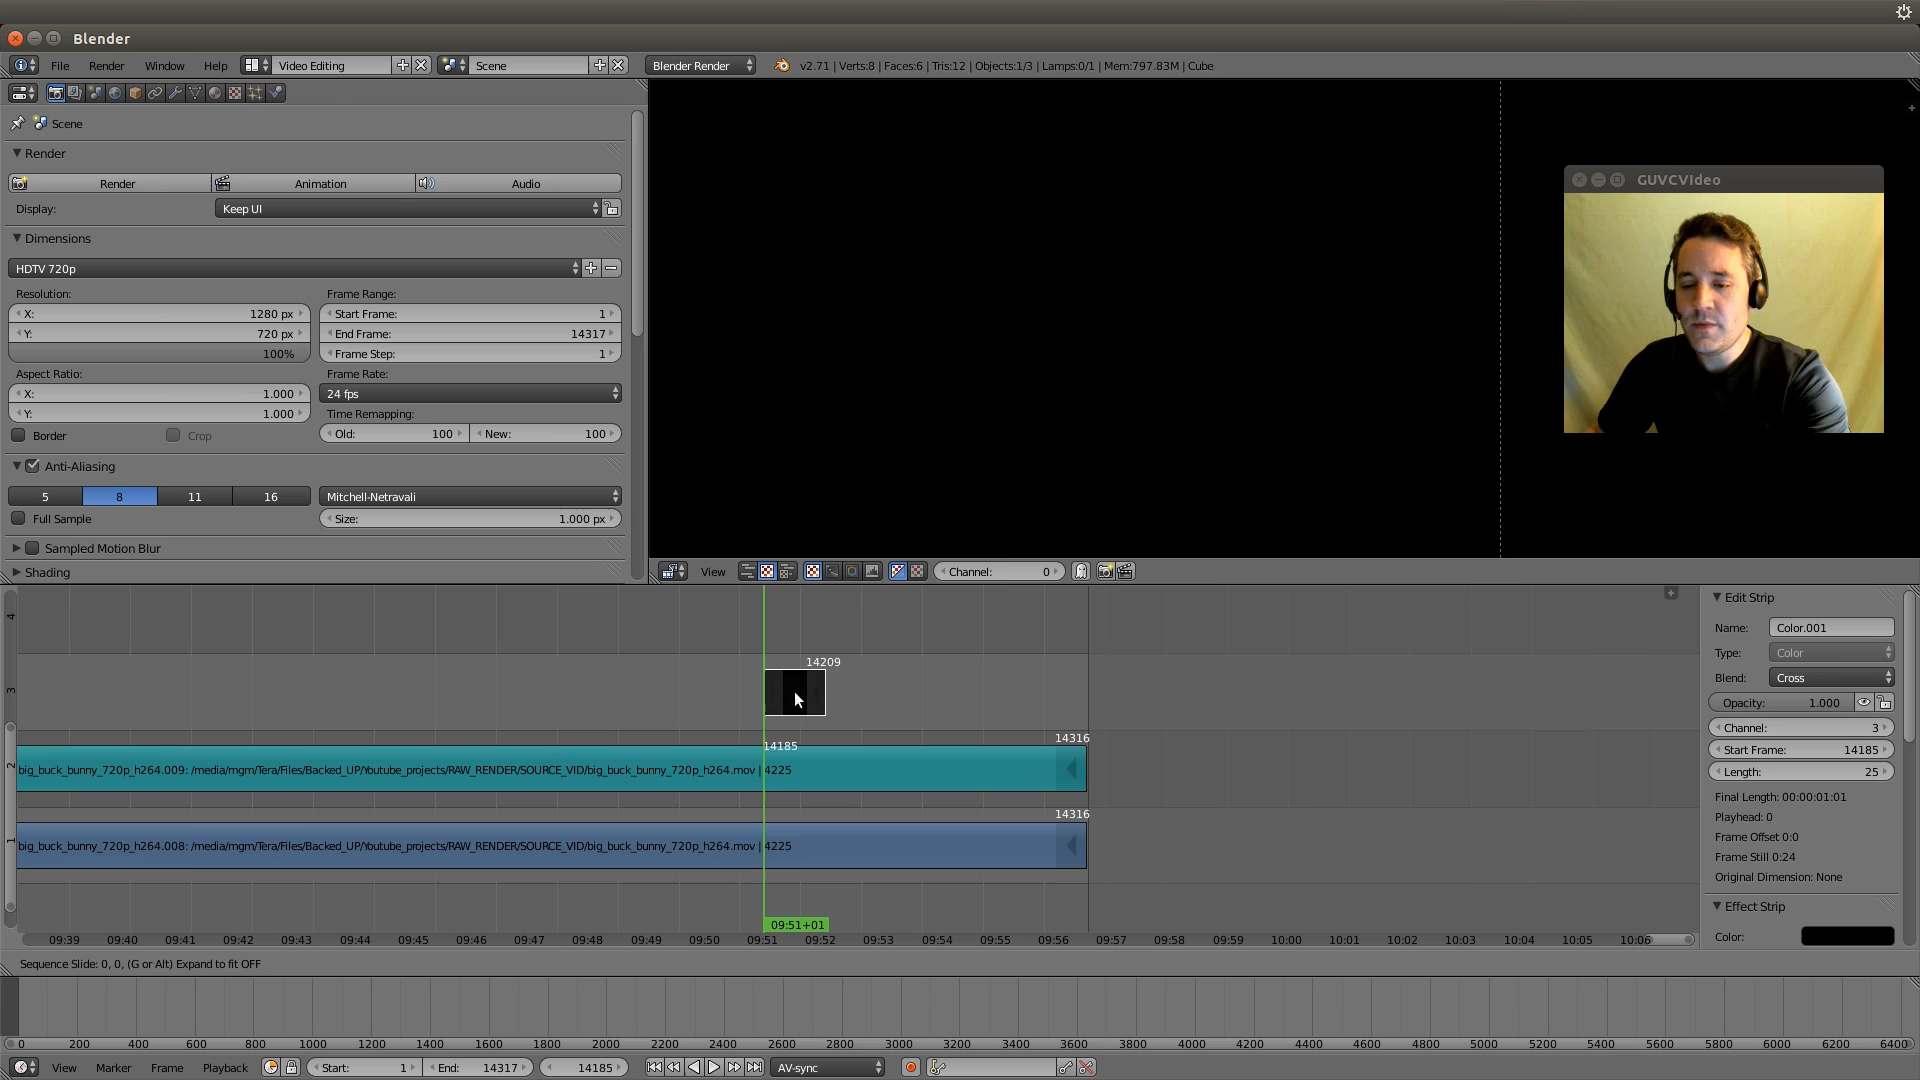 Blender
File Render Window Help Video Editing Scene Blender Render v2.71 | Verts:8 | Faces:6 | Tris:12 | Objects:1/3 | Lamps:0/1 | Mem:797.83M | Cube
Scene
Render
Render Animation Audio
Display: Keep UI
Dimensions
HDTV 720p
Resolution: Frame Range:
X: 1280 px Start Frame: 1
Y: 720 px End Frame: 14317
100% Frame Step: 1
Aspect Ratio: Frame Rate:
X: 1.000 24 fps
Y: 1.000 Time Remapping:
Border Crop Old: 100 New: 100
Anti-Aliasing
5 8 11 16 Mitchell-Netravali
Full Sample Size: 1.000 px
Sampled Motion Blur
Shading
GUVCVIdeo
View Channel: 0
4
3
2
1
14209
14185
14316
big_buck_bunny_720p_h264.009: /media/mgm/Tera/Files/Backed_UP/Youtube_projects/RAW_RENDER/SOURCE_VID/big_buck_bunny_720p_h264.mov | 4225
14316
big_buck_bunny_720p_h264.008: /media/mgm/Tera/Files/Backed_UP/Youtube_projects/RAW_RENDER/SOURCE_VID/big_buck_bunny_720p_h264.mov | 4225
09:51+01
09:39 09:40 09:41 09:42 09:43 09:44 09:45 09:46 09:47 09:48 09:49 09:50 09:51 09:52 09:53 09:54 09:55 09:56 09:57 09:58 09:59 10:00 10:01 10:02 10:03 10:04 10:05 10:06
Edit Strip
Name: Color.001
Type: Color
Blend: Cross
Opacity: 1.000
Channel: 3
Start Frame: 14185
Length: 25
Final Length: 00:00:01:01
Playhead: 0
Frame Offset 0:0
Frame Still 0:24
Original Dimension: None
Effect Strip
Color:
Sequence Slide: 0, 0, (G or Alt) Expand to fit OFF
0 200 400 600 800 1000 1200 1400 1600 1800 2000 2200 2400 2600 2800 3000 3200 3400 3600 3800 4000 4200 4400 4600 4800 5000 5200 5400 5600 5800 6000 6200 6400
View Marker Frame Playback Start: 1 End: 14317 14185 AV-sync